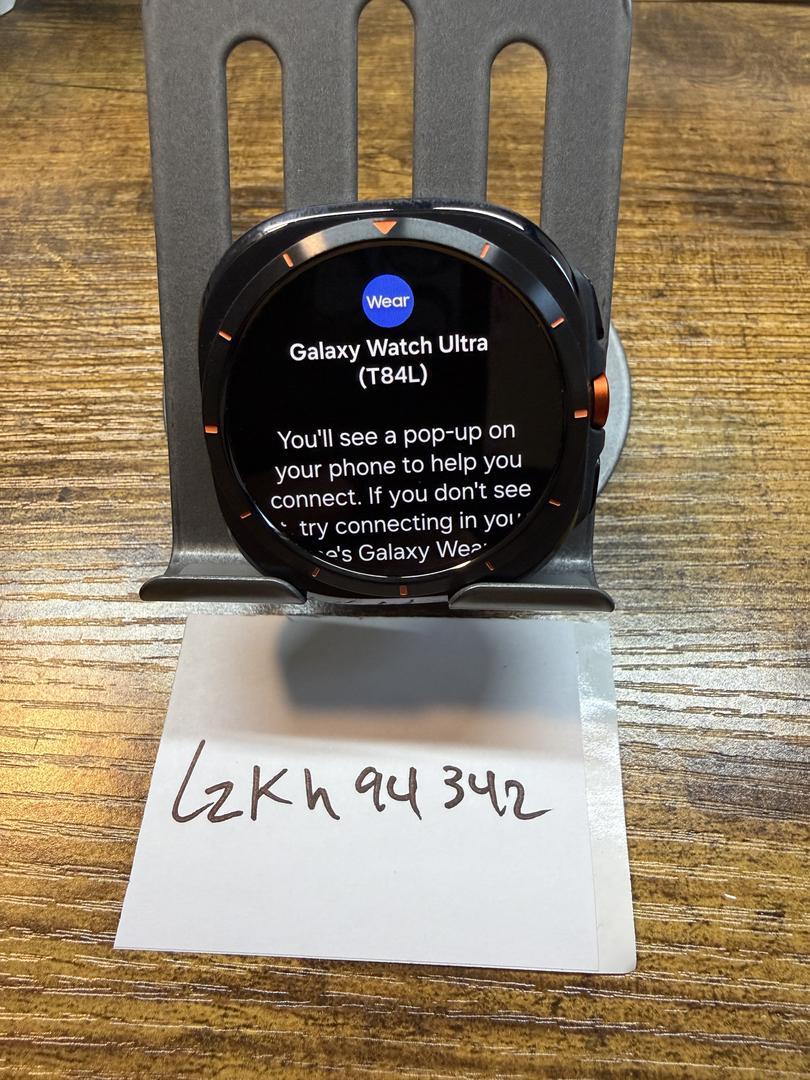 Wear
Galaxy Watch Ultra
(T84L)
You'll see a pop-up on
your phone to help you
connect. If you don't see
try connecting in you
e's Galaxy Wea
LzKh94342